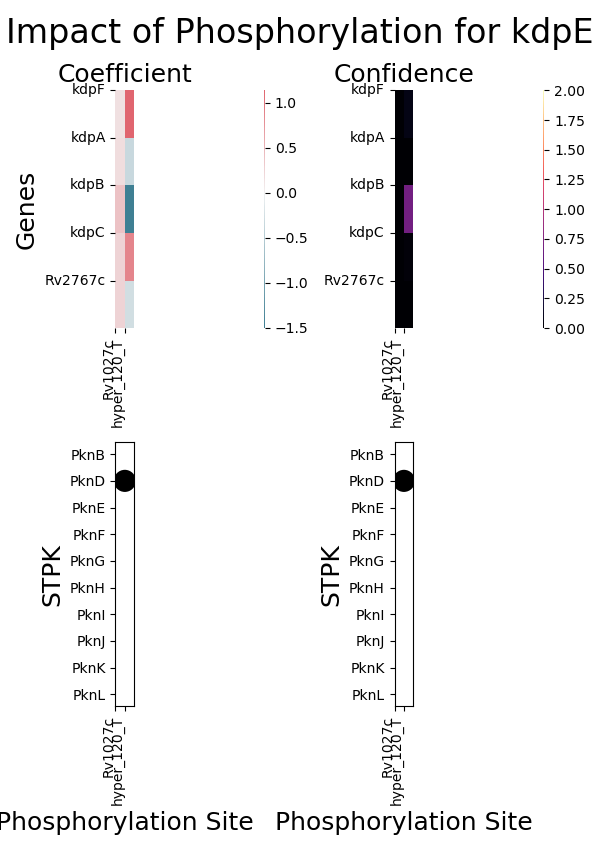 Impact of Phosphorylation for kdpE
Coefficient
Confidence
Genes
kdpF
kdpA
kdpB
kdpC
Rv2767c
1.0
0.5
0.0
−0.5
−1.0
−1.5
Rv1027c
hyper_120_T
kdpF
kdpA
kdpB
kdpC
Rv2767c
2.00
1.75
1.50
1.25
1.00
0.75
0.50
0.25
0.00
Rv1027c
hyper_120_T
STPK
PknB
PknD
PknE
PknF
PknG
PknH
PknI
PknJ
PknK
PknL
Rv1027c
hyper_120_T
Phosphorylation Site
STPK
PknB
PknD
PknE
PknF
PknG
PknH
PknI
PknJ
PknK
PknL
Rv1027c
hyper_120_T
Phosphorylation Site